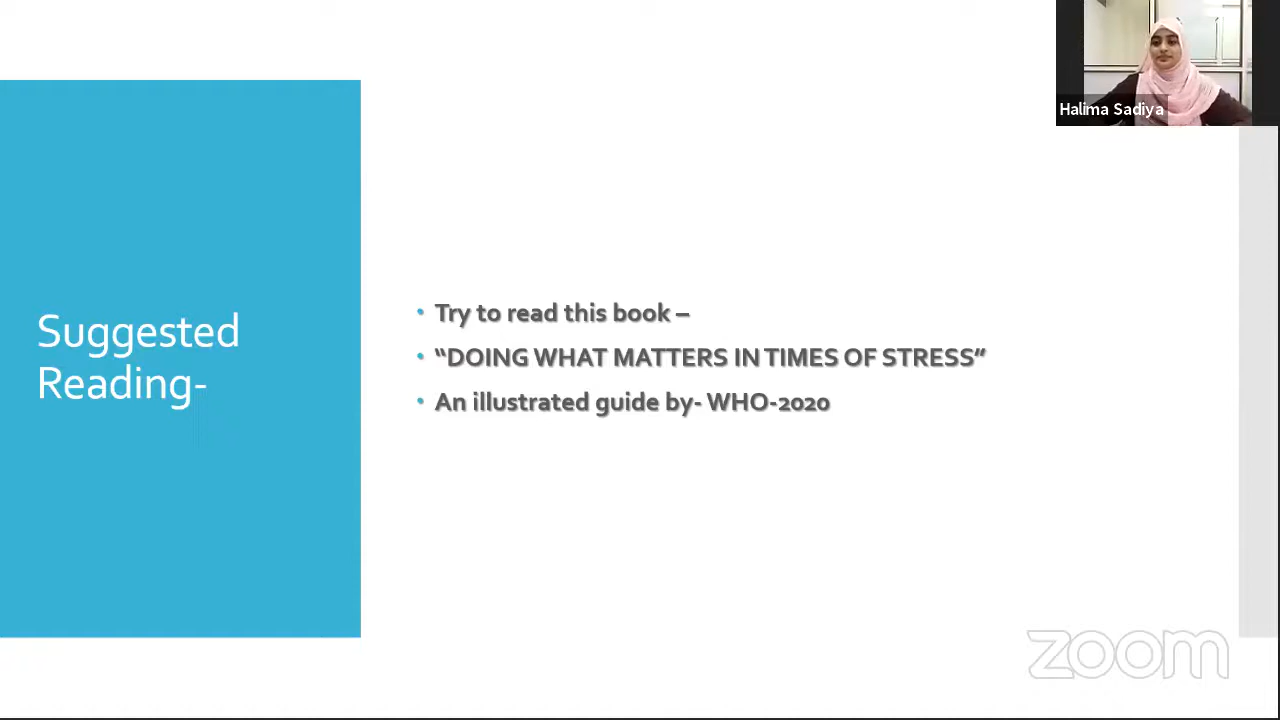 Halima Sadiya
Suggested
Reading-
• Try to read this book –
• “DOING WHAT MATTERS IN TIMES OF STRESS”
• An illustrated guide by- WHO-2020
zoom